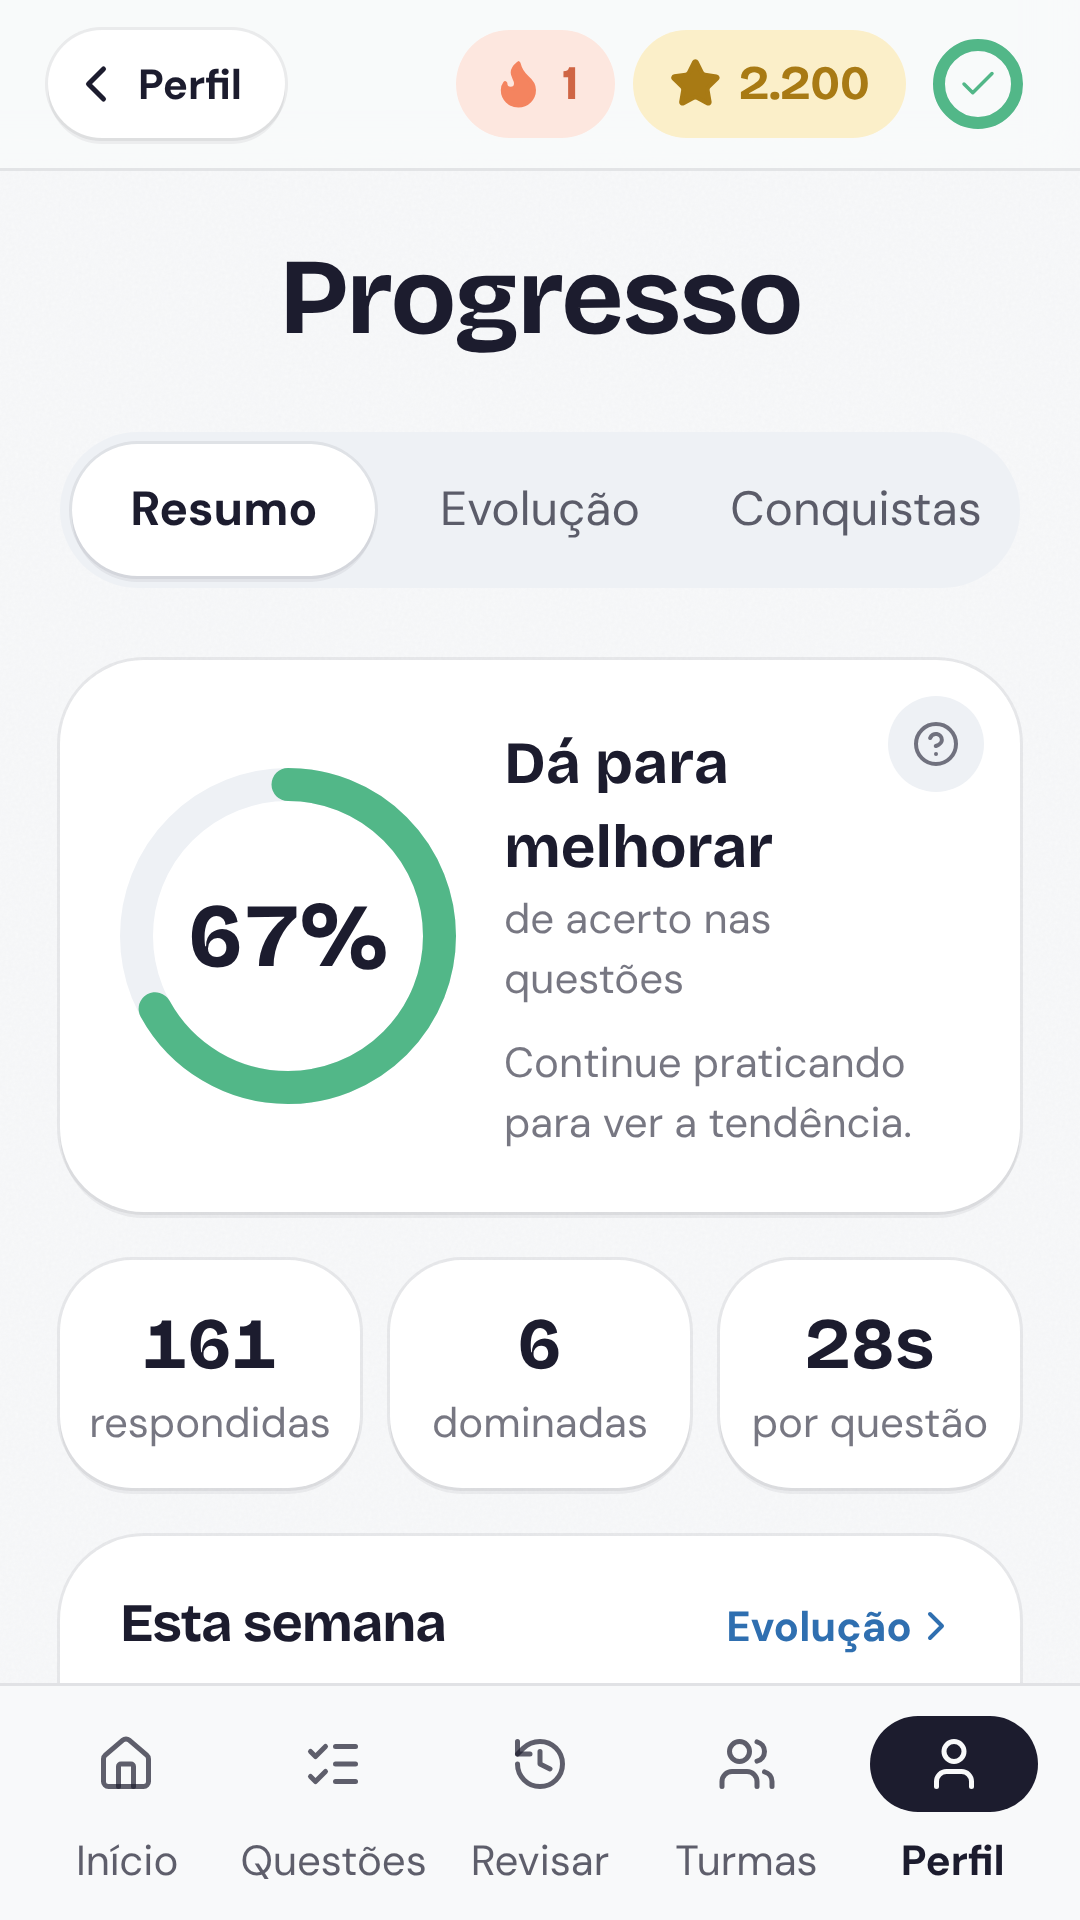 Perfil
1
2.200
Progresso
Resumo
Evolução
Conquistas
67%
Dá para
melhorar
de acerto nas
questões
Continue praticando
para ver a tendência.
161
respondidas
6
dominadas
28s
por questão
Esta semana
Evolução
Início
Questões
Revisar
Turmas
Perfil